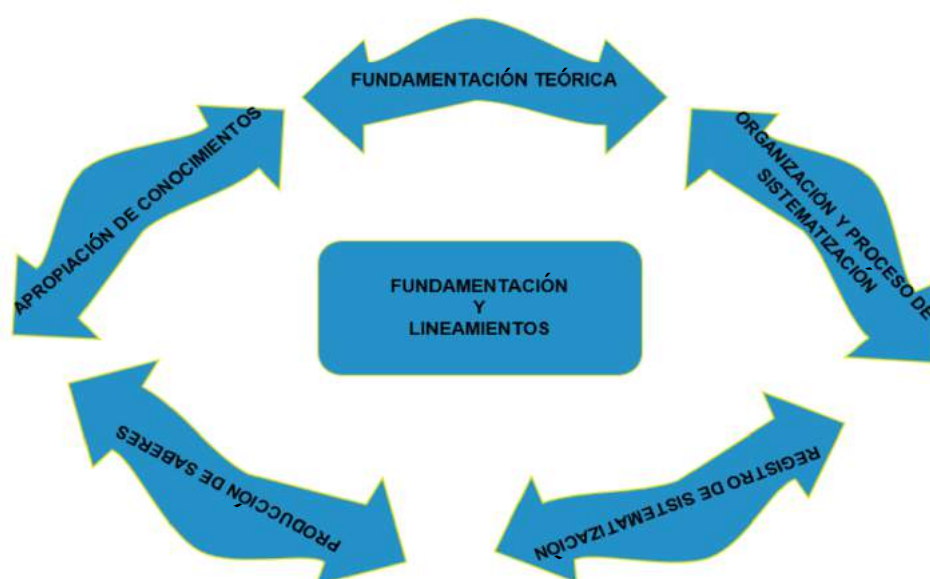 FUNDAMENTACIÓN TEÓRICA
ORGANIZACIÓN Y PROCESO DE
SISTEMATIZACIÓN
REGISTRO DE SISTEMATIZACIÓN
PRODUCCIÓN DE SABERES
APROPIACIÓN DE CONOCIMIENTOS
FUNDAMENTACIÓN
Y
LINEAMIENTOS